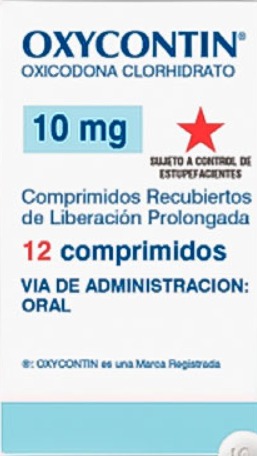 OXYCONTIN®
OXICODONA CLORHIDRATO
10 mg
SUJETO A CONTROL DE
ESTUPEFACIENTES
Comprimidos Recubiertos
de Liberación Prolongada
12 comprimidos
VIA DE ADMINISTRACION:
ORAL
®: OXYCONTIN es una Marca Registrada